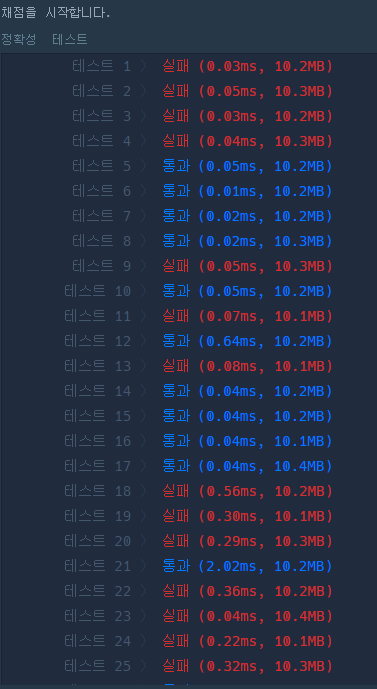 채점을 시작합니다.
정확성 테스트
테스트 1 〉 실패 (0.03ms, 10.2MB)
테스트 2 〉 실패 (0.05ms, 10.3MB)
테스트 3 〉 실패 (0.03ms, 10.2MB)
테스트 4 〉 실패 (0.04ms, 10.3MB)
테스트 5 〉 통과 (0.05ms, 10.2MB)
테스트 6 〉 통과 (0.01ms, 10.2MB)
테스트 7 〉 통과 (0.02ms, 10.2MB)
테스트 8 〉 통과 (0.02ms, 10.3MB)
테스트 9 〉 실패 (0.05ms, 10.3MB)
테스트 10 〉 통과 (0.05ms, 10.2MB)
테스트 11 〉 실패 (0.07ms, 10.1MB)
테스트 12 〉 통과 (0.64ms, 10.2MB)
테스트 13 〉 실패 (0.08ms, 10.1MB)
테스트 14 〉 통과 (0.04ms, 10.2MB)
테스트 15 〉 통과 (0.04ms, 10.2MB)
테스트 16 〉 통과 (0.04ms, 10.1MB)
테스트 17 〉 통과 (0.04ms, 10.4MB)
테스트 18 〉 실패 (0.56ms, 10.2MB)
테스트 19 〉 실패 (0.30ms, 10.1MB)
테스트 20 〉 실패 (0.29ms, 10.3MB)
테스트 21 〉 통과 (2.02ms, 10.2MB)
테스트 22 〉 실패 (0.36ms, 10.2MB)
테스트 23 〉 실패 (0.04ms, 10.4MB)
테스트 24 〉 실패 (0.22ms, 10.1MB)
테스트 25 〉 실패 (0.32ms, 10.3MB)